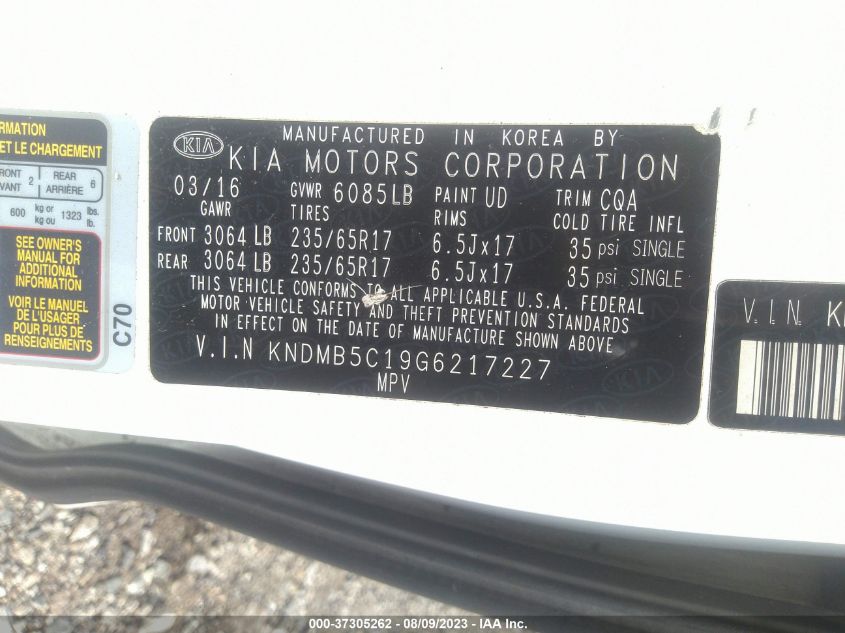 RMATION
ET LE CHARGEMENT
FRONT 2 REAR 6
VANT ARRIÈRE
600 kg or 1323 lbs.
kg ou lb.
SEE OWNER'S
MANUAL FOR
ADDITIONAL
INFORMATION
VOIR LE MANUEL
DE L'USAGER
POUR PLUS DE
RENSEIGNEMENTS
C70
KIA
MANUFACTURED IN KOREA BY
KIA MOTORS CORPORATION
03/16 GVWR 6085LB PAINT UD TRIM CQA
GAWR TIRES RIMS COLD TIRE INFL
FRONT 3064 LB 235/65R17 6.5Jx17 35 psi SINGLE
REAR 3064 LB 235/65R17 6.5Jx17 35 psi SINGLE
THIS VEHICLE CONFORMS TO ALL APPLICABLE U.S.A. FEDERAL
MOTOR VEHICLE SAFETY AND THEFT PREVENTION STANDARDS
IN EFFECT ON THE DATE OF MANUFACTURE SHOWN ABOVE
V.I.N KNDMB5C19G6217227
MPV
V.I.N. K
000-37305262 - 08/09/2023 - IAA Inc.